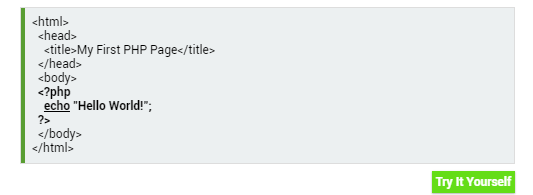 <html>
<head>
<title>My First PHP Page</title>
</head>
<body>
<?php
echo "Hello World!";
?>
</body>
</html>
Try It Yourself